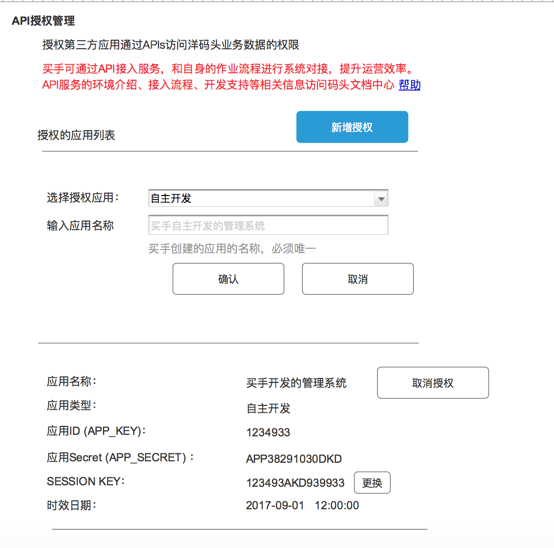 API授权管理
授权第三方应用通过APIs访问洋码头业务数据的权限
买手可通过API接入服务，和自身的作业流程进行系统对接，提升运营效率。
API服务的环境介绍、接入流程、开发支持等相关信息访问码头文档中心 帮助
授权的应用列表
新增授权
选择授权应用：
自主开发
输入应用名称
买手自主开发的管理系统
买手创建的应用的名称，必须唯一
确认
取消
应用名称：
买手开发的管理系统
取消授权
应用类型：
自主开发
应用ID (APP_KEY)：
1234933
应用Secret (APP_SECRET)：
APP38291030DKD
SESSION KEY：
123493AKD939933
更换
时效日期：
2017-09-01 12:00:00